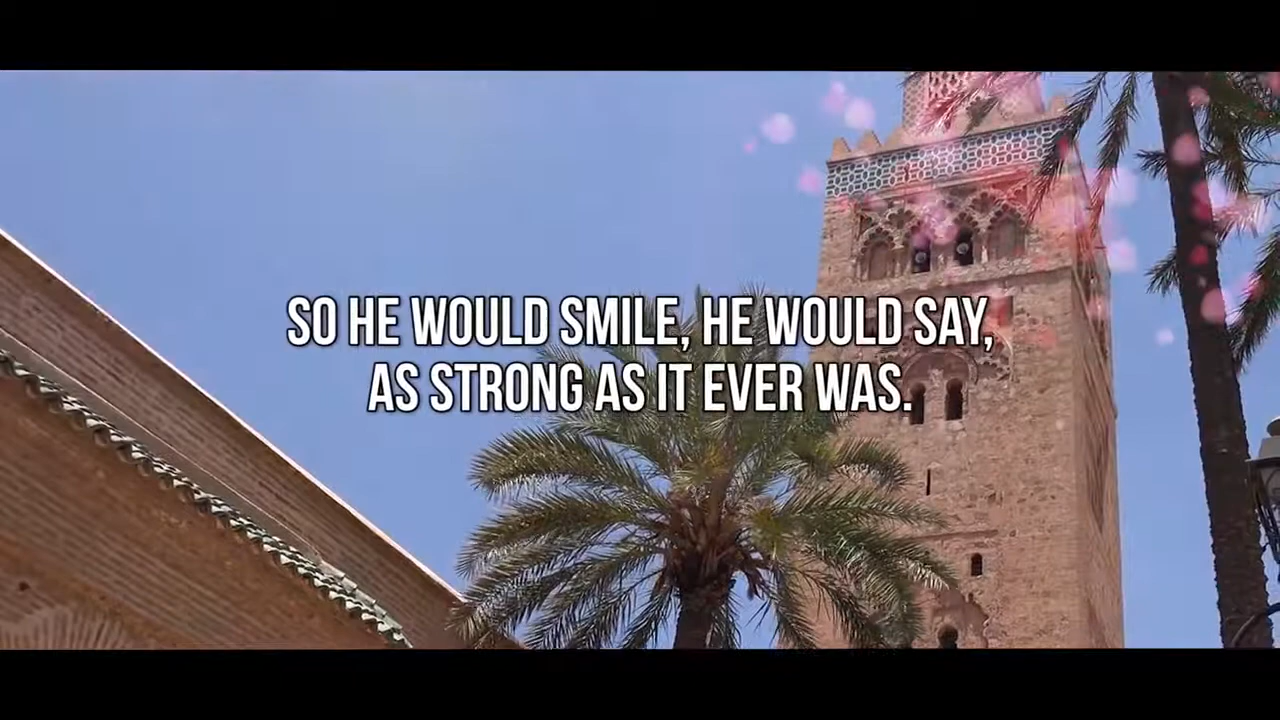 SO HE WOULD SMILE, HE WOULD SAY,
AS STRONG AS IT EVER WAS.